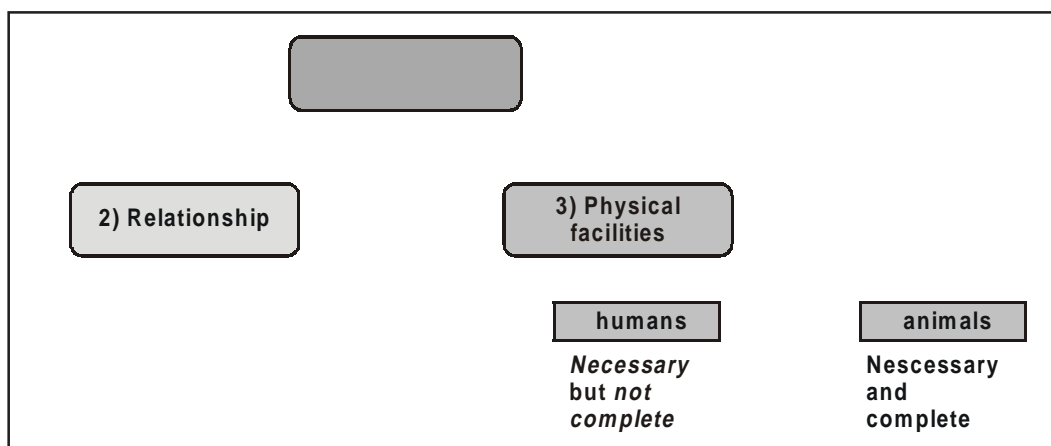 2) Relationship
3) Physical
facilities
humans
animals
Necessary
but not
complete
Nescessary
and
complete